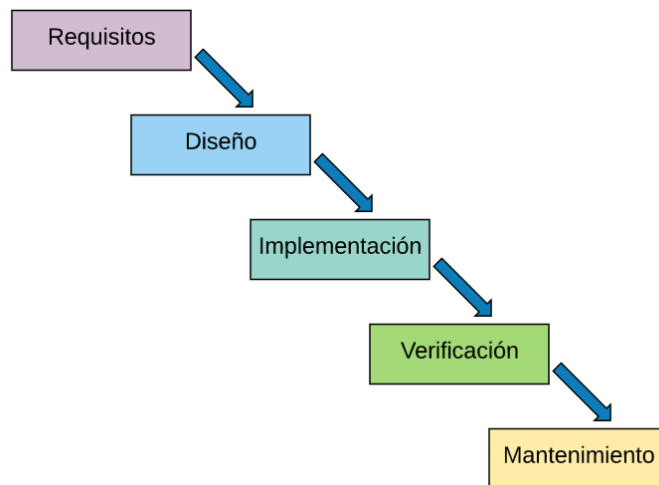 Requisitos
Diseño
Implementación
Verificación
Mantenimiento